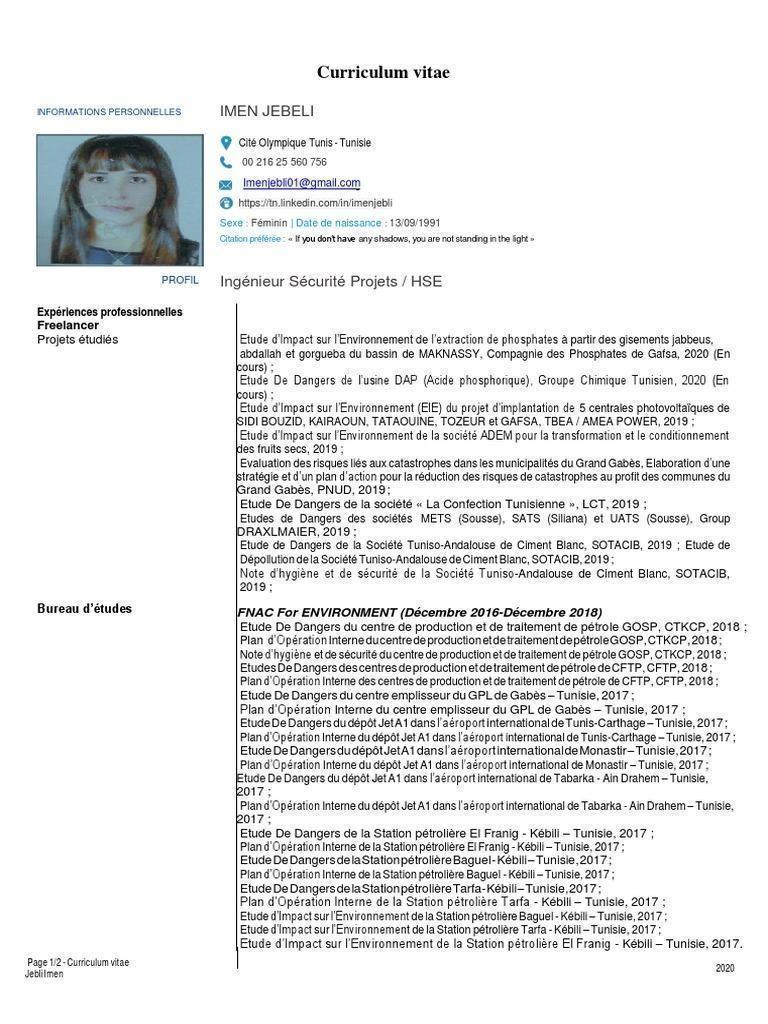 Curriculum vitae
INFORMATIONS PERSONNELLES
IMEN JEBELI
Cité Olympique Tunis - Tunisie
00 216 25 560 756
Imenjebli01@gmail.com
https://tn.linkedin.com/in/imenjebli
Sexe : Féminin | Date de naissance : 13/09/1991
Citation préférée : « If you don't have any shadows, you are not standing in the light »
PROFIL
Ingénieur Sécurité Projets / HSE
Expériences professionnelles
Freelancer
Projets étudiés
Etude d'Impact sur l'Environnement de l'extraction de phosphates à partir des gisements jabbeus,
abdallah et gorgueba du bassin de MAKNASSY, Compagnie des Phosphates de Gafsa, 2020 (En
cours) ;
Etude De Dangers de l'usine DAP (Acide phosphorique), Groupe Chimique Tunisien, 2020 (En
cours) ;
Etude d'Impact sur l'Environnement (EIE) du projet d'implantation de 5 centrales photovoltaïques de
SIDI BOUZID, KAIRAOUN, TATAOUINE, TOZEUR et GAFSA, TBEA / AMEA POWER, 2019 ;
Etude d'Impact sur l'Environnement de la société ADEM pour la transformation et le conditionnement
des fruits secs, 2019 ;
Evaluation des risques liés aux catastrophes dans les municipalités du Grand Gabès, Elaboration d'une
stratégie et d'un plan d'action pour la réduction des risques de catastrophes au profit des communes du
Grand Gabès, PNUD, 2019 ;
Etude De Dangers de la société « La Confection Tunisienne », LCT, 2019 ;
Etudes de Dangers des sociétés METS (Sousse), SATS (Siliana) et UATS (Sousse), Group
DRAXLMAIER, 2019 ;
Etude de Dangers de la Société Tuniso-Andalouse de Ciment Blanc, SOTACIB, 2019 ; Etude de
Dépollution de la Société Tuniso-Andalouse de Ciment Blanc, SOTACIB, 2019 ;
Note d'hygiène et de sécurité de la Société Tuniso-Andalouse de Ciment Blanc, SOTACIB,
2019 ;
Bureau d'études
FNAC For ENVIRONMENT (Décembre 2016-Décembre 2018)
Etude De Dangers du centre de production et de traitement de pétrole GOSP, CTKCP, 2018 ;
Plan d'Opération Interne du centre de production et de traitement de pétrole GOSP, CTKCP, 2018 ;
Note d'hygiène et de sécurité du centre de production et de traitement de pétrole GOSP, CTKCP, 2018 ;
Etudes De Dangers des centres de production et de traitement de pétrole de CFTP, CFTP, 2018 ;
Plan d'Opération Interne des centres de production et de traitement de pétrole de CFTP, CFTP, 2018 ;
Etude De Dangers du centre emplisseur du GPL de Gabès – Tunisie, 2017 ;
Plan d'Opération Interne du centre emplisseur du GPL de Gabès – Tunisie, 2017 ;
Etude De Dangers du dépôt Jet A1 dans l'aéroport international de Tunis-Carthage – Tunisie, 2017 ;
Plan d'Opération Interne du dépôt Jet A1 dans l'aéroport international de Tunis-Carthage – Tunisie, 2017 ;
Etude De Dangers du dépôt Jet A1 dans l'aéroport international de Monastir – Tunisie, 2017 ;
Plan d'Opération Interne du dépôt Jet A1 dans l'aéroport international de Monastir – Tunisie, 2017 ;
Etude De Dangers du dépôt Jet A1 dans l'aéroport international de Tabarka - Ain Drahem – Tunisie,
2017 ;
Plan d'Opération Interne du dépôt Jet A1 dans l'aéroport international de Tabarka - Ain Drahem – Tunisie,
2017 ;
Etude De Dangers de la Station pétrolière El Franig - Kébili – Tunisie, 2017 ;
Plan d'Opération Interne de la Station pétrolière El Franig - Kébili – Tunisie, 2017 ;
Etude De Dangers de la Station pétrolière Baguel - Kébili – Tunisie, 2017 ;
Plan d'Opération Interne de la Station pétrolière Baguel - Kébili – Tunisie, 2017 ;
Etude De Dangers de la Station pétrolière Tarfa - Kébili – Tunisie, 2017 ;
Plan d'Opération Interne de la Station pétrolière Tarfa - Kébili – Tunisie, 2017 ;
Etude d'Impact sur l'Environnement de la Station pétrolière Baguel - Kébili – Tunisie, 2017 ;
Etude d'Impact sur l'Environnement de la Station pétrolière Tarfa - Kébili – Tunisie, 2017 ;
Etude d'Impact sur l'Environnement de la Station pétrolière El Franig - Kébili – Tunisie, 2017.
Page 1/2 - Curriculum vitae
Jebli Imen
2020